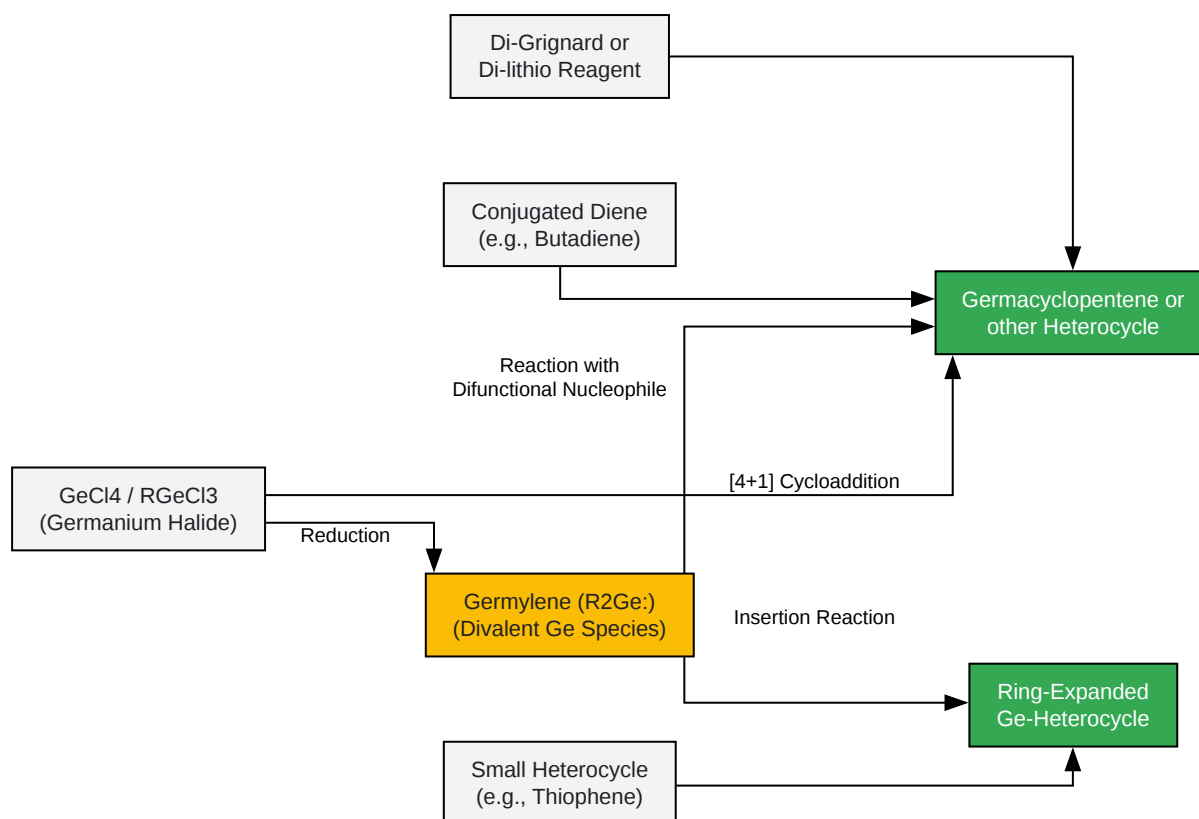 Di-Grignard or
Di-lithio Reagent
Conjugated Diene
(e.g., Butadiene)
Germacyclopentene or
other Heterocycle
Reaction with
Difunctional Nucleophile
GeCl4 / RGeCl3
(Germanium Halide)
[4+1] Cycloaddition
Reduction
Germylene (R2Ge:)
(Divalent Ge Species)
Insertion Reaction
Ring-Expanded
Ge-Heterocycle
Small Heterocycle
(e.g., Thiophene)